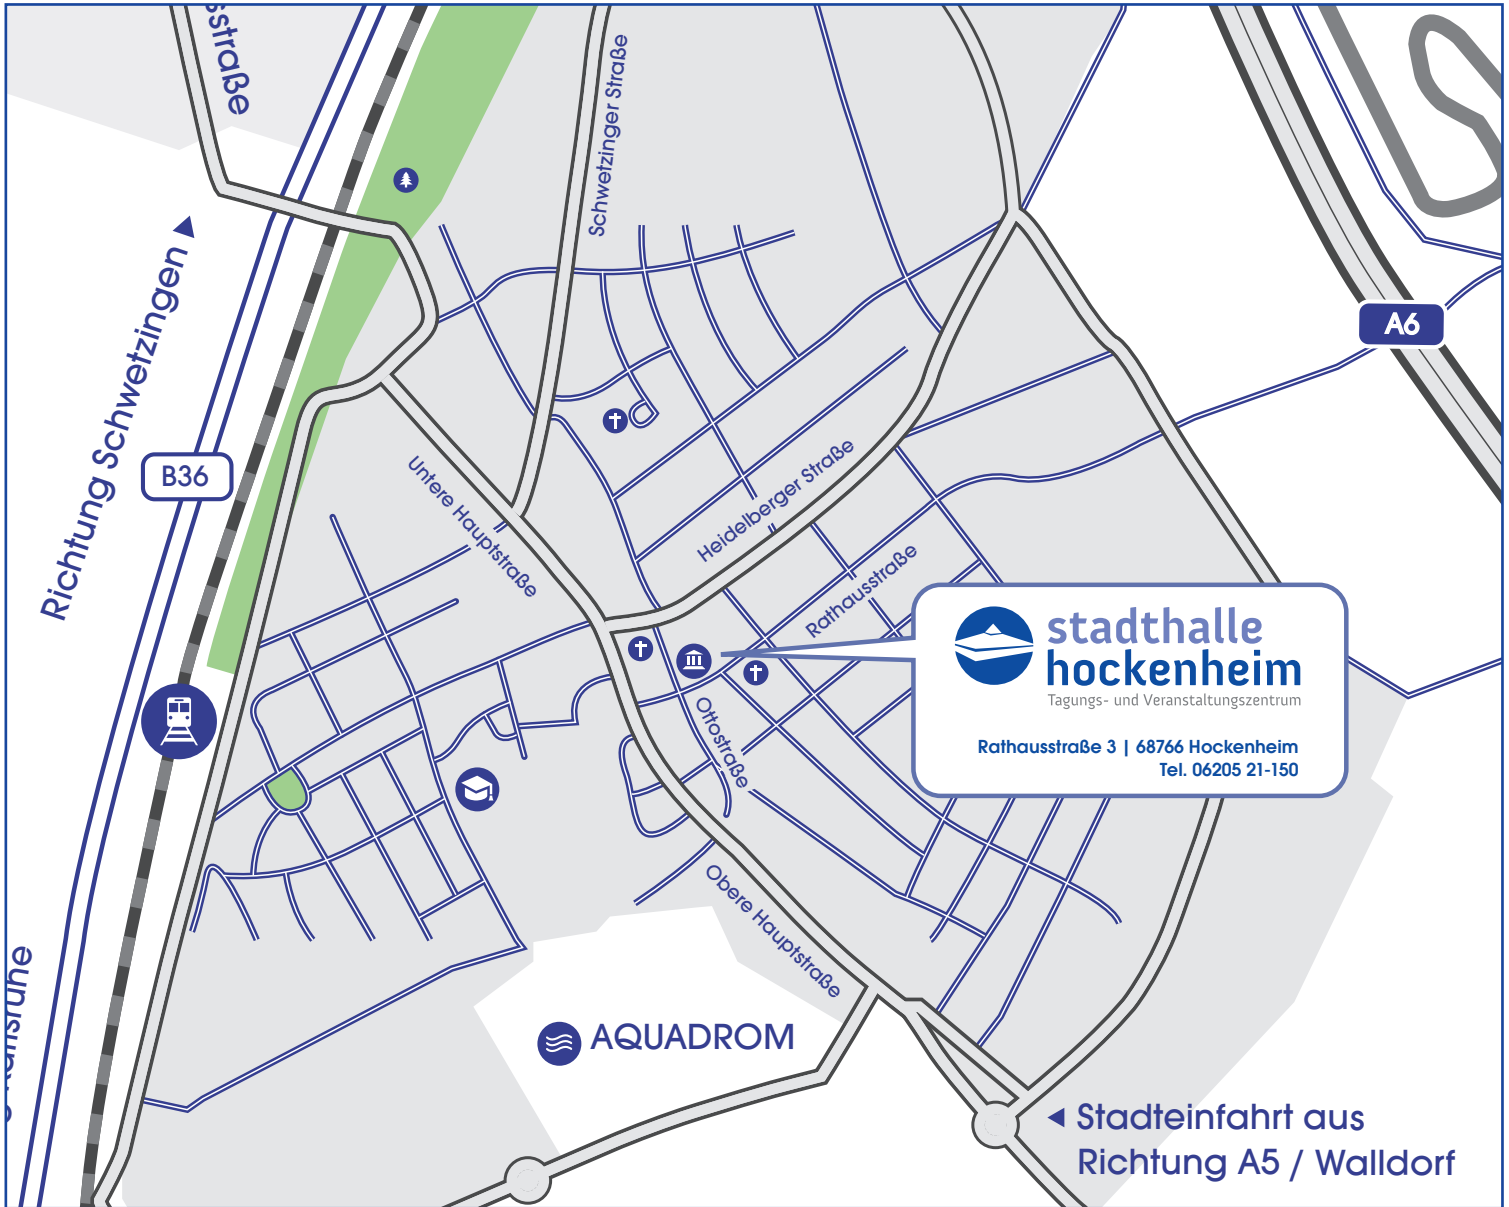 sstraße
Schwetzinger Straße
Richtung Schwetzingen
A6
B36
Untere Hauptstraße
Heidelberger Straße
Rathausstraße
stadthalle
hockenheim
Tagungs- und Veranstaltungszentrum
Rathausstraße 3 | 68766 Hockenheim
Tel. 06205 21-150
Ottostraße
Obere Hauptstraße
AQUADROM
Stadteinfahrt aus
Richtung A5 / Walldorf